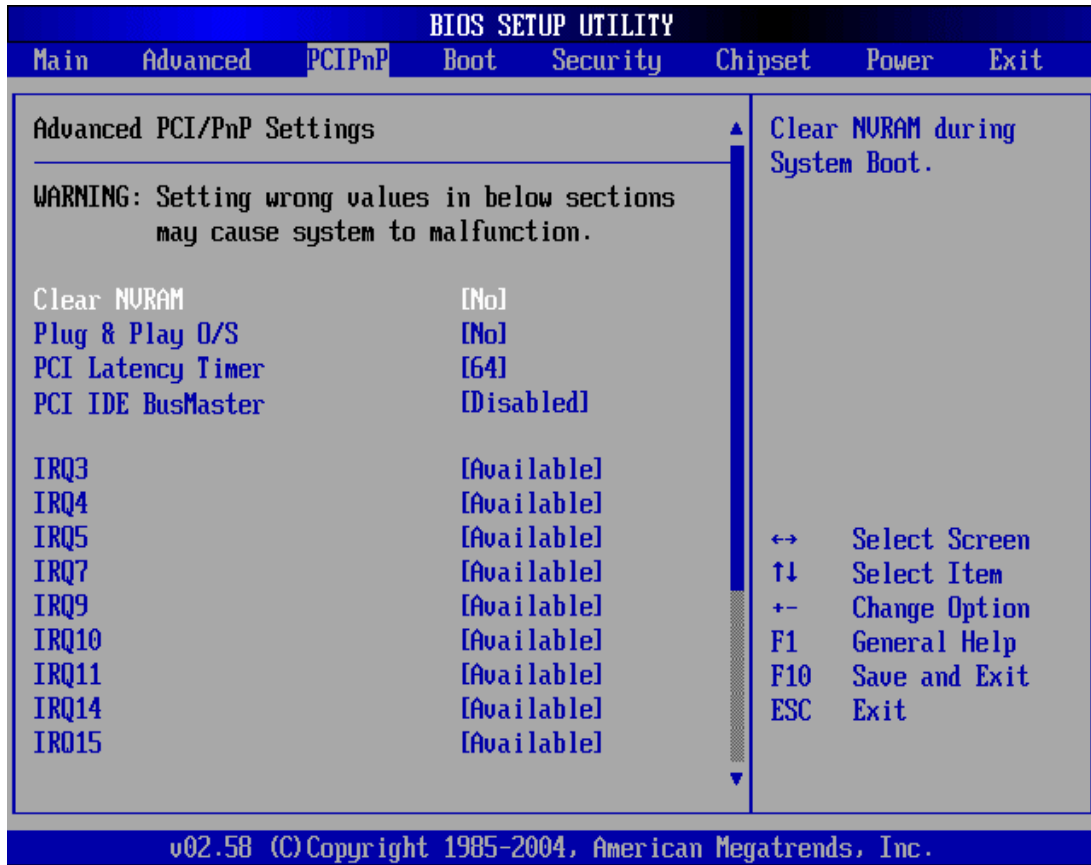 BIOS SETUP UTILITY
Main Advanced PCIPnP Boot Security Chipset Power Exit
Advanced PCI/PnP Settings
WARNING: Setting wrong values in below sections
may cause system to malfunction.
Clear NVRAM [No]
Plug & Play O/S [No]
PCI Latency Timer [64]
PCI IDE BusMaster [Disabled]
IRQ3 [Available]
IRQ4 [Available]
IRQ5 [Available]
IRQ7 [Available]
IRQ9 [Available]
IRQ10 [Available]
IRQ11 [Available]
IRQ14 [Available]
IRQ15 [Available]
Clear NVRAM during
System Boot.
↔ Select Screen
↑↓ Select Item
+- Change Option
F1 General Help
F10 Save and Exit
ESC Exit
v02.58 (C)Copyright 1985-2004, American Megatrends, Inc.